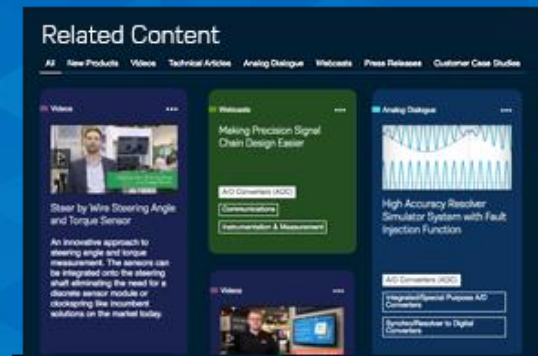 Related Content
All New Products Videos Technical Articles Analog Dialogue Webcasts Press Releases Customer Case Studies
Videos
Steer by Wire Steering Angle
and Torque Sensor
An innovative approach to
steering angle and torque
measurement. The sensors can
be integrated onto the steering
shaft eliminating the need for a
discrete sensor module or
clockspring like incumbent
solutions on the market today.
Webcasts
Making Precision Signal
Chain Design Easier
A/D Converters (ADC)
Communications
Instrumentation & Measurement
Videos
Analog Dialogue
High Accuracy Resolver
Simulator System with Fault
Injection Function
A/D Converters (ADC)
Integrated/Special Purpose A/D
Converters
Synchro/Resolver to Digital
Converters